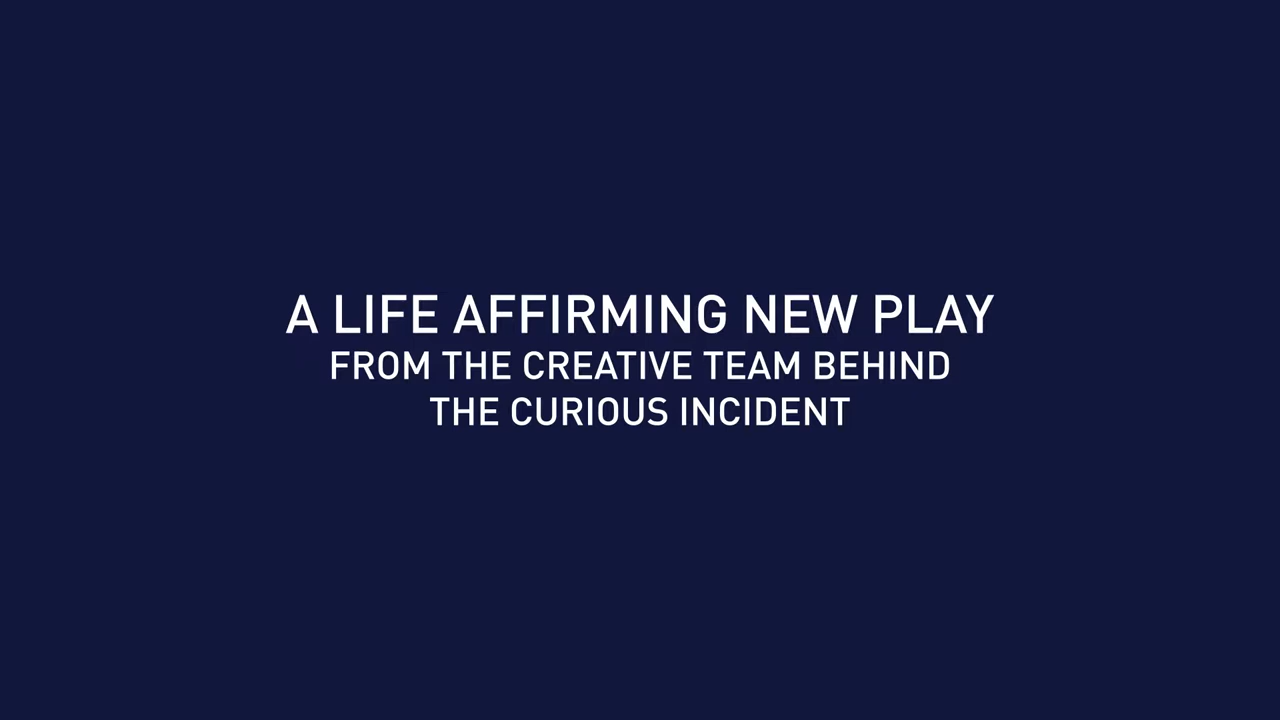 A LIFE AFFIRMING NEW PLAY
FROM THE CREATIVE TEAM BEHIND
THE CURIOUS INCIDENT